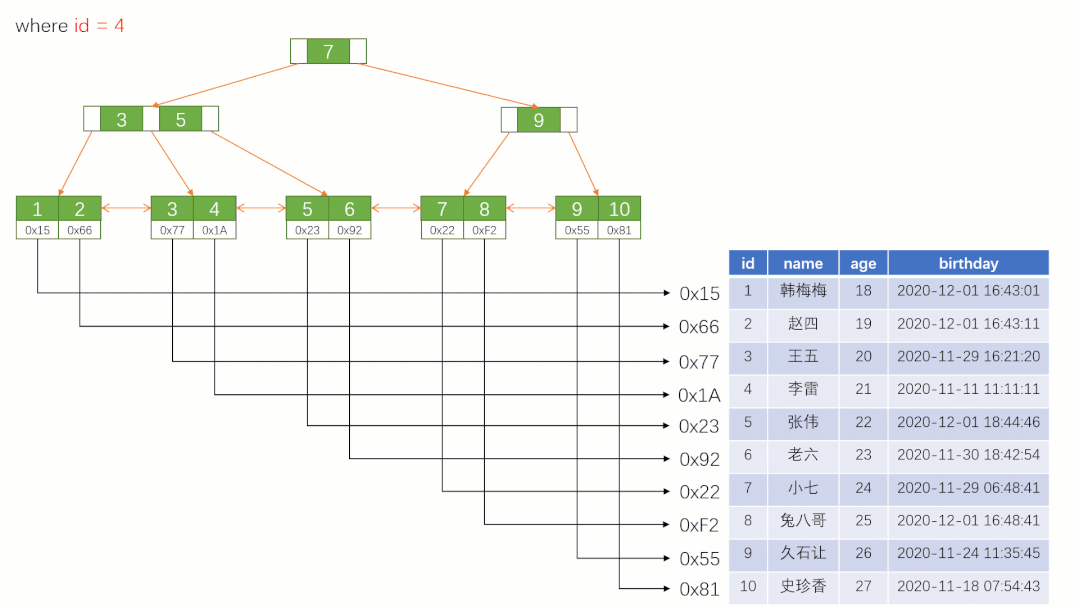 where id = 4
7
3 5
9
1 2
3 4
5 6
7 8
9 10
0x15 0x66
0x77 0x1A
0x23 0x92
0x22 0xF2
0x55 0x81
id name age birthday
0x15 1 韩梅梅 18 2020-12-01 16:43:01
0x66 2 赵四 19 2020-12-01 16:43:11
0x77 3 王五 20 2020-11-29 16:21:20
0x1A 4 李雷 21 2020-11-11 11:11:11
0x23 5 张伟 22 2020-12-01 18:44:46
0x92 6 老六 23 2020-11-30 18:42:54
0x22 7 小七 24 2020-11-29 06:48:41
0xF2 8 兔八哥 25 2020-12-01 16:48:41
0x55 9 久石让 26 2020-11-24 11:35:45
0x81 10 史珍香 27 2020-11-18 07:54:43